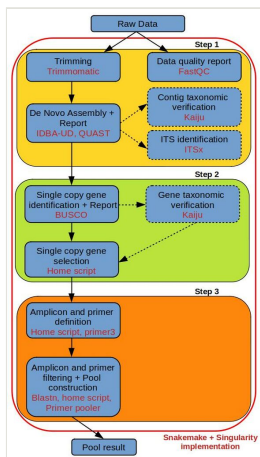 Raw Data
Step 1
Trimming
Trimmomatic
Data quality report
FastQC
De Novo Assembly +
Report
IDBA-UD, QUAST
Contig taxonomic
verification
Kaiju
ITS identification
ITSx
Step 2
Single copy gene
identification + Report
BUSCO
Gene taxonomic
verification
Kaiju
Single copy gene
selection
Home script
Step 3
Amplicon and primer
definition
Home script, primer3
Amplicon and primer
filtering + Pool
construction
Blastn, home script,
Primer pooler
Snakemake + Singularity
implementation
Pool result